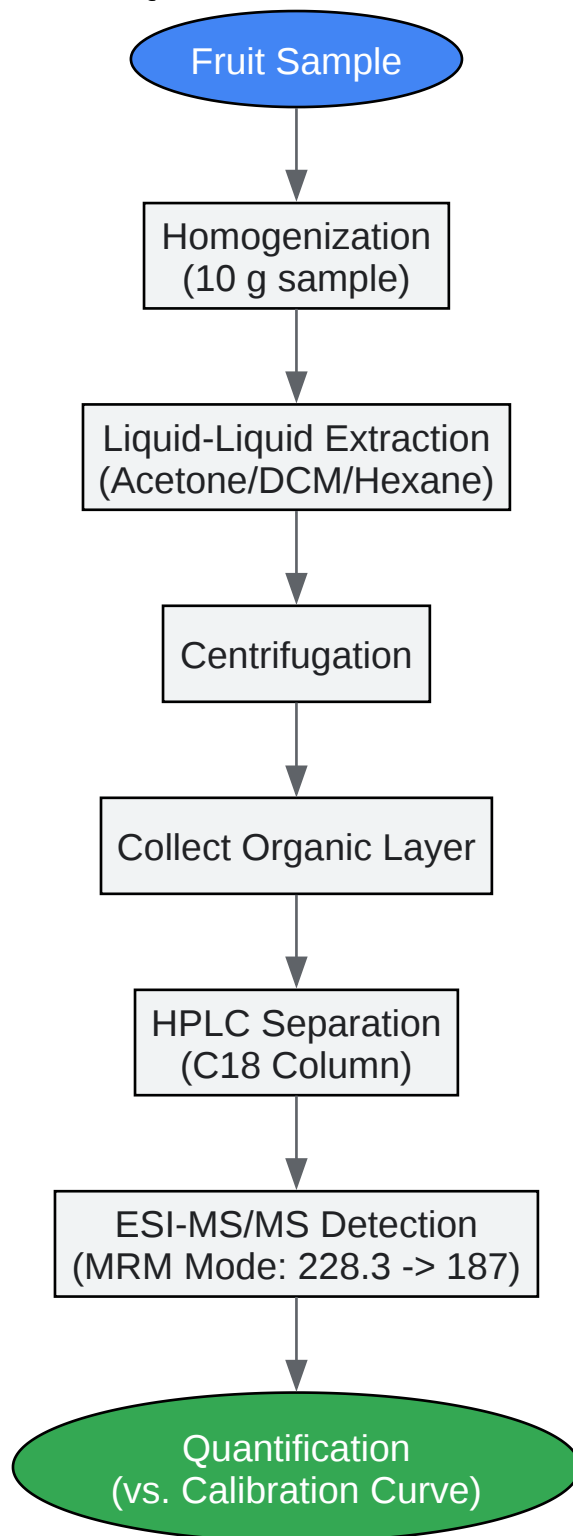 Fruit Sample
Homogenization
(10 g sample)
Liquid-Liquid Extraction
(Acetone/DCM/Hexane)
Centrifugation
Collect Organic Layer
HPLC Separation
(C18 Column)
ESI-MS/MS Detection
(MRM Mode: 228.3 -> 187)
Quantification
(vs. Calibration Curve)